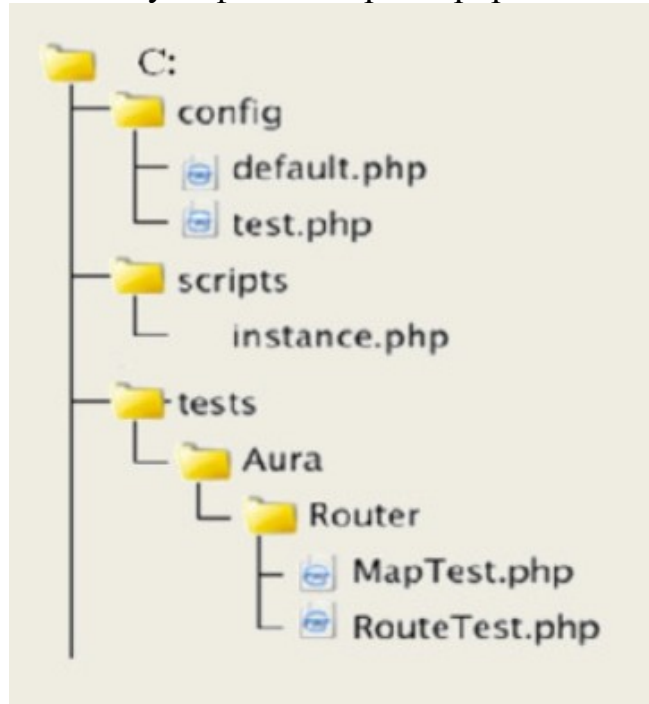 C:
config
default.php
test.php
scripts
instance.php
tests
Aura
Router
MapTest.php
RouteTest.php